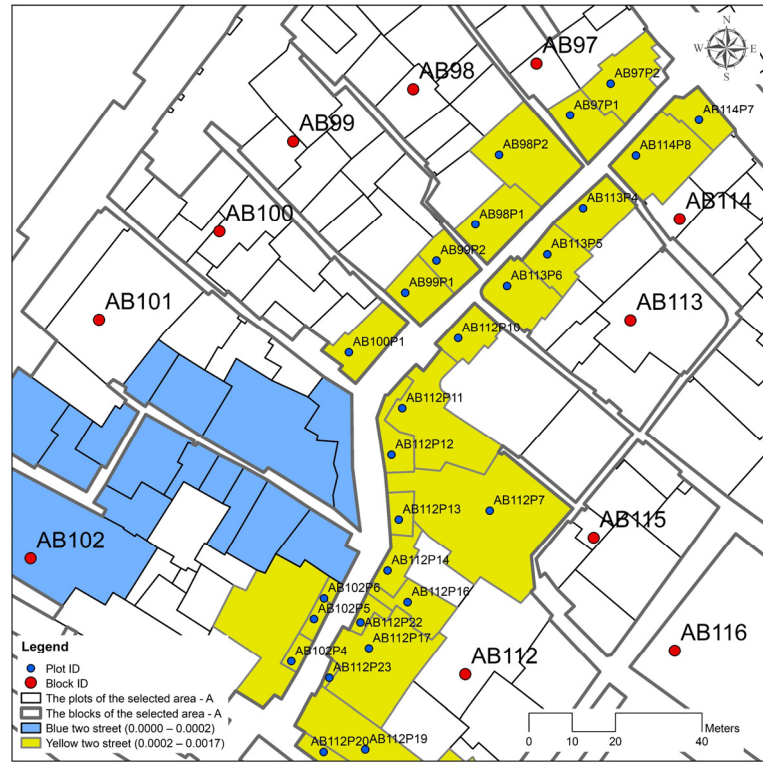 N
W E
S
AB97
AB98
AB97P2
AB97P1
AB114P7
AB99
AB98P2
AB114P8
AB100
AB98P1
AB113P4
AB114
AB99P2
AB113P5
AB99P1
AB113P6
AB101
AB113
AB100P1
AB112P10
AB112P11
AB112P12
AB112P13
AB112P7
AB115
AB102
AB112P14
AB102P6
AB112P16
AB102P5
AB112P22
AB112P17
AB116
AB102P4
AB112P23
AB112
AB112P20
AB112P19
Legend
Plot ID
Block ID
The plots of the selected area - A
The blocks of the selected area - A
Blue two street (0.0000 – 0.0002)
Yellow two street (0.0002 – 0.0017)
Meters
0 10 20 40